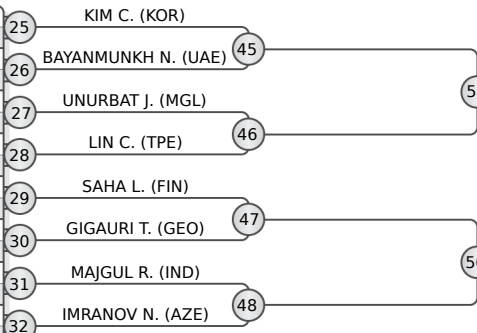 25 KIM C. (KOR)
45
26 BAYANMUNKH N. (UAE)
27 UNURBAT J. (MGL)
46
28 LIN C. (TPE)
29 SAHA L. (FIN)
47
30 GIGAURI T. (GEO)
31 MAJGUL R. (IND)
48
32 IMRANOV N. (AZE)